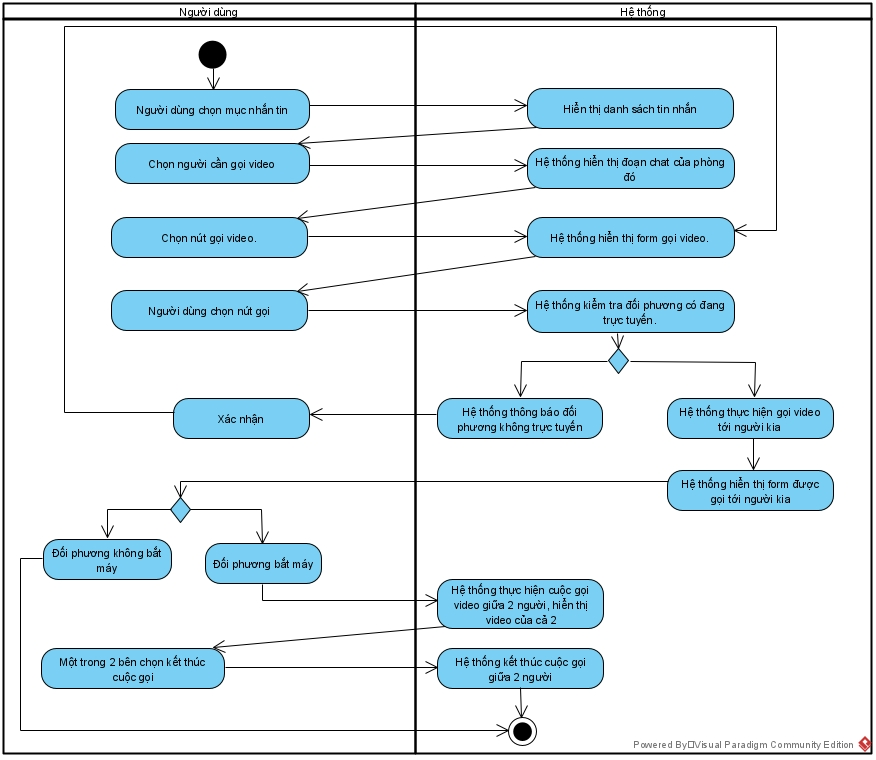 Người dùng
Hệ thống
Người dùng chọn mục nhắn tin
Hiển thị danh sách tin nhắn
Chọn người cần gọi video
Hệ thống hiển thị đoạn chat của phòng
đó
Chọn nút gọi video.
Hệ thống hiển thị form gọi video.
Người dùng chọn nút gọi
Hệ thống kiểm tra đối phương có đang
trực tuyến.
Xác nhận
Hệ thống thông báo đối
phương không trực tuyến
Hệ thống thực hiện gọi video
tới người kia
Hệ thống hiển thị form được
gọi tới người kia
Đối phương không bắt
máy
Đối phương bắt máy
Hệ thống thực hiện cuộc gọi
video giữa 2 người, hiển thị
video của cả 2
Một trong 2 bên chọn kết thúc
cuộc gọi
Hệ thống kết thúc cuộc gọi
giữa 2 người
Powered By Visual Paradigm Community Edition